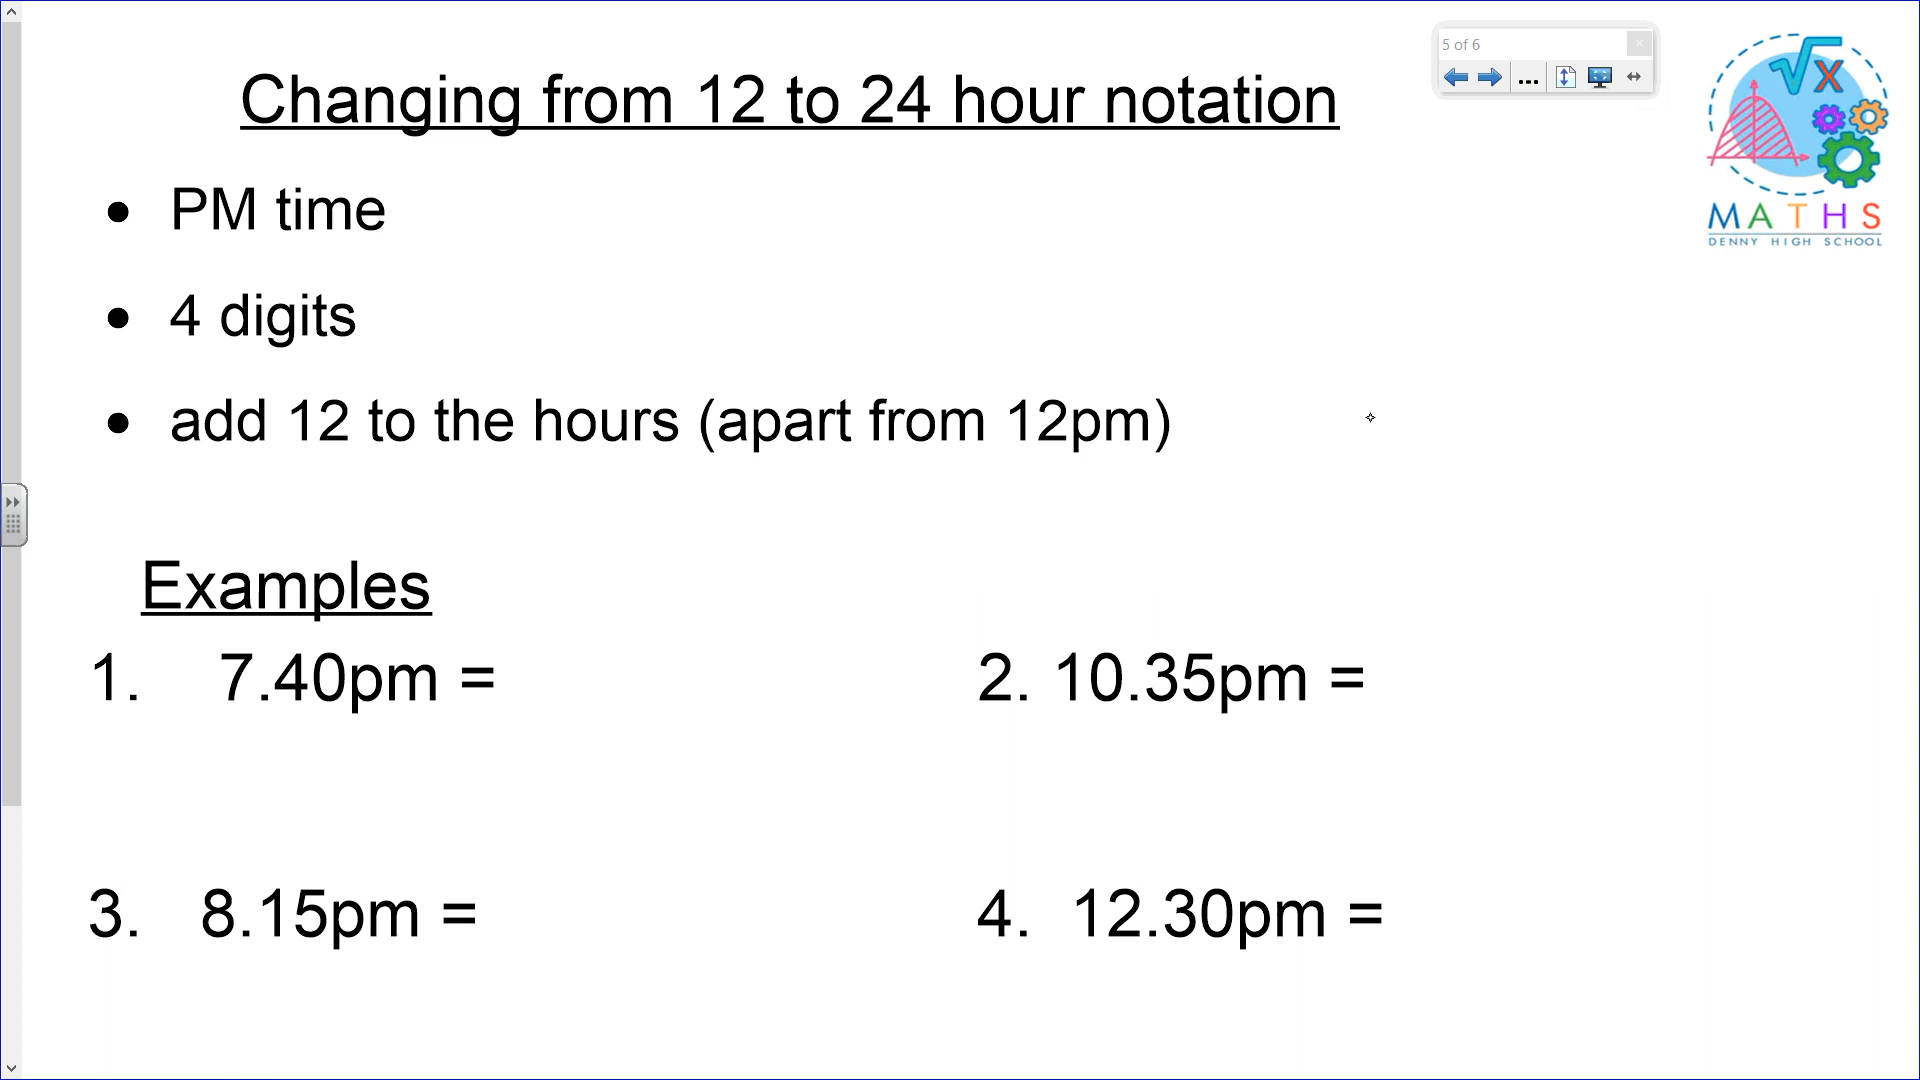 5 of 6
Changing from 12 to 24 hour notation
√x
MATHS
DENNY HIGH SCHOOL
• PM time
• 4 digits
• add 12 to the hours (apart from 12pm)
Examples
1. 7.40pm =
2. 10.35pm =
3. 8.15pm =
4. 12.30pm =